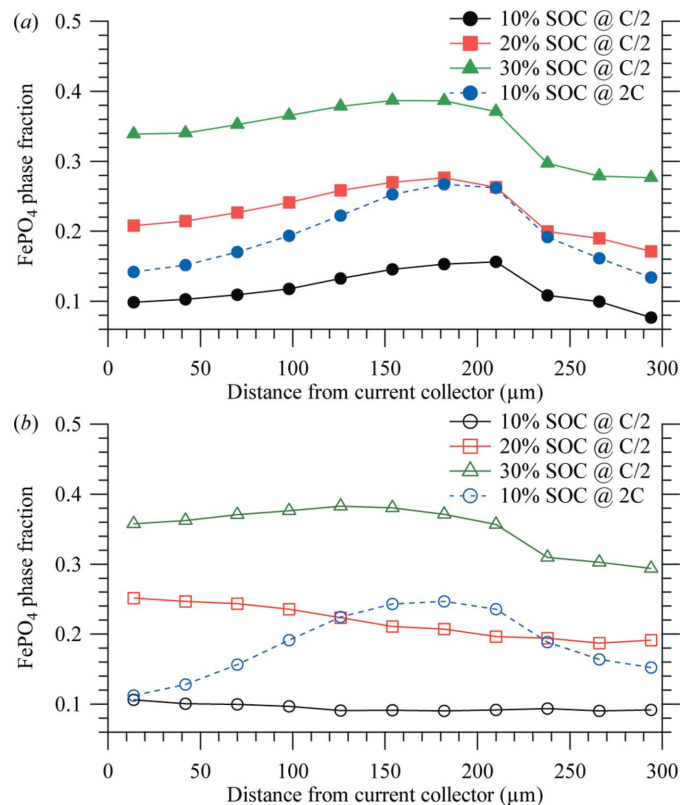 (a)
0.5
0.4
0.3
0.2
0.1
FePO₄ phase fraction
10% SOC @ C/2
20% SOC @ C/2
30% SOC @ C/2
10% SOC @ 2C
0 50 100 150 200 250 300
Distance from current collector (µm)
(b)
0.5
0.4
0.3
0.2
0.1
FePO₄ phase fraction
10% SOC @ C/2
20% SOC @ C/2
30% SOC @ C/2
10% SOC @ 2C
0 50 100 150 200 250 300
Distance from current collector (µm)